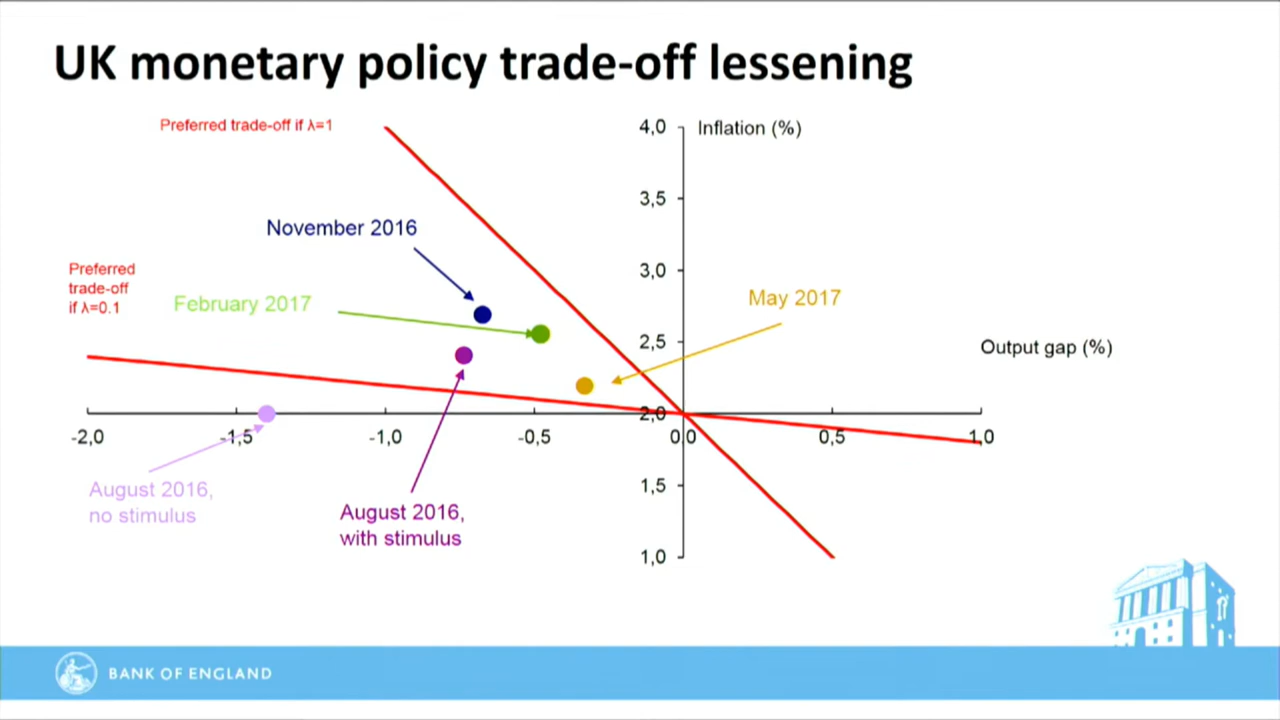 UK monetary policy trade-off lessening
Preferred trade-off if λ=1
4,0
Inflation (%)
3,5
November 2016
3,0
Preferred
trade-off
if λ=0.1
February 2017
May 2017
2,5
Output gap (%)
2,0
-2,0
-1,5
-1,0
-0,5
0,0
0,5
1,0
August 2016,
no stimulus
1,5
August 2016,
with stimulus
1,0
BANK OF ENGLAND